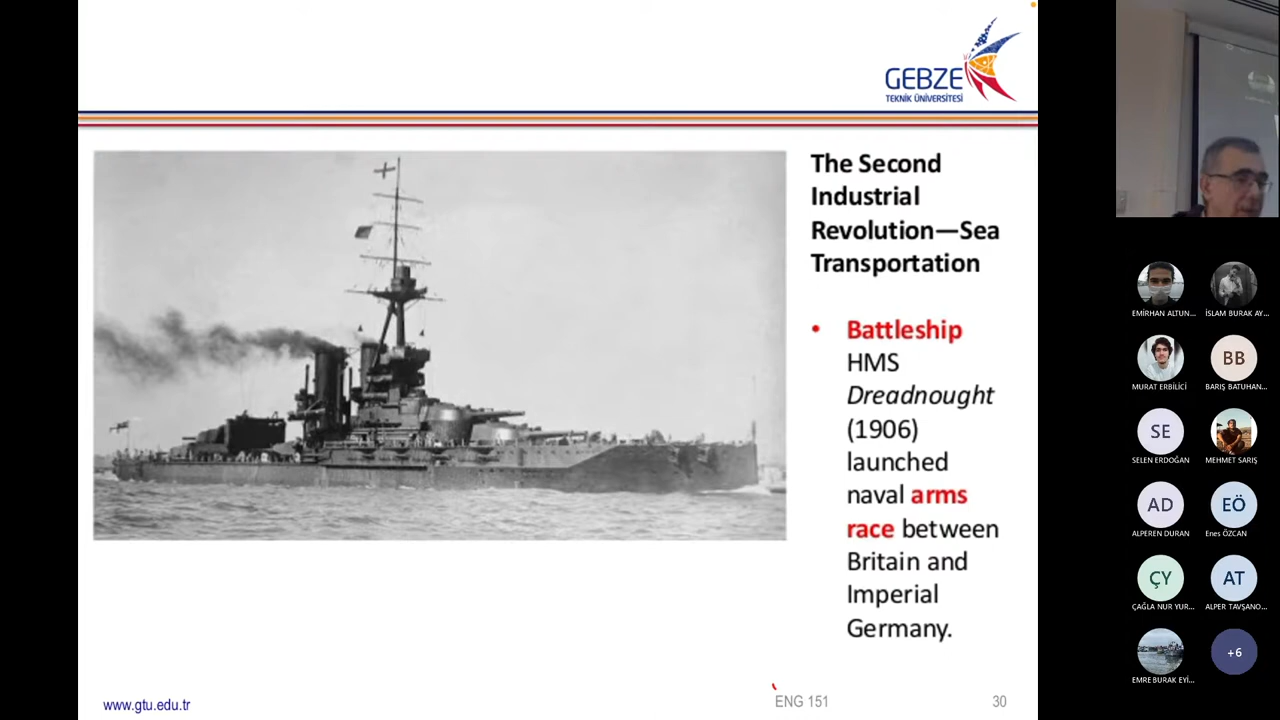 GEBZE
TEKNİK ÜNİVERSİTESİ
The Second
Industrial
Revolution—Sea
Transportation
• Battleship
HMS
Dreadnought
(1906)
launched
naval arms
race between
Britain and
Imperial
Germany.
www.gtu.edu.tr
ENG 151
30
EMİRHAN ALTUN...
İSLAM BURAK AY...
MURAT ERBİLİCİ
BB
BARIŞ BATUHAN...
SE
SELEN ERDOĞAN
MEHMET SARIŞ
AD
ALPEREN DURAN
EÖ
Enes ÖZCAN
ÇY
ÇAĞLA NUR YUR...
AT
ALPER TAVŞANO...
EMRE BURAK EYİ...
+6